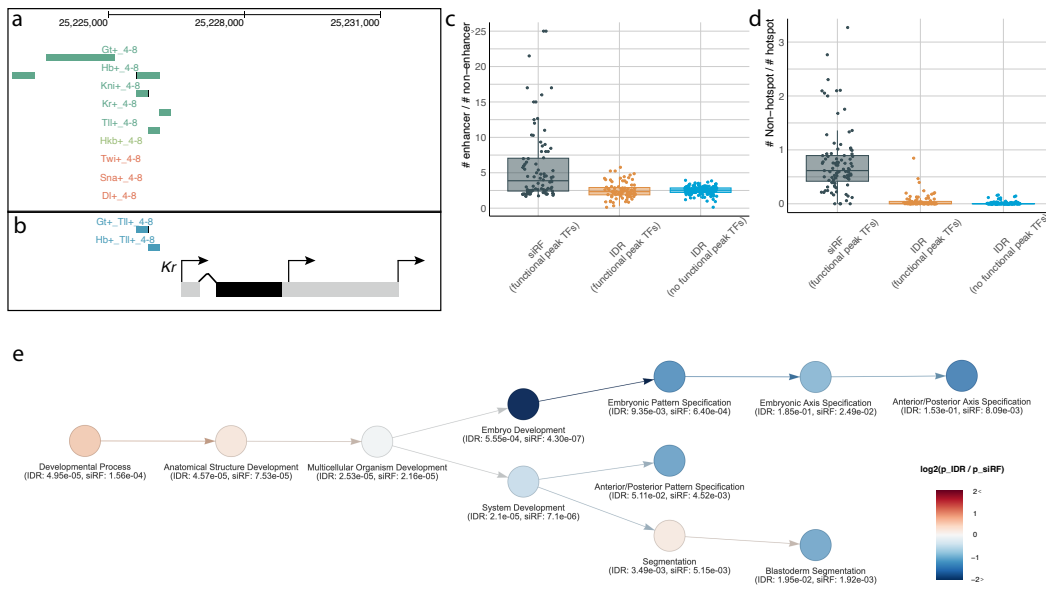 a
25,225,000
25,228,000
25,231,000
Gt+_4-8
Hb+_4-8
Kni+_4-8
Kr+_4-8
Tll+_4-8
Hkb+_4-8
Twi+_4-8
Sna+_4-8
Dl+_4-8
b
Gt+_Tll+_4-8
Hb+_Tll+_4-8
Kr
c
# enhancer / # non−enhancer
>25
20
15
10
5
0
siRF
(functional peak TFs)
IDR
(functional peak TFs)
IDR
(no functional peak TFs)
d
# Non−hotspot / # hotspot
3
2
1
0
siRF
(functional peak TFs)
IDR
(functional peak TFs)
IDR
(no functional peak TFs)
e
Developmental Process
(IDR: 4.95e-05, siRF: 1.56e-04)
Anatomical Structure Development
(IDR: 4.57e-05, siRF: 7.53e-05)
Multicellular Organism Development
(IDR: 2.53e-05, siRF: 2.16e-05)
Embryo Development
(IDR: 5.55e-04, siRF: 4.30e-07)
System Development
(IDR: 2.1e-05, siRF: 7.1e-06)
Embryonic Pattern Specification
(IDR: 9.35e-03, siRF: 6.40e-04)
Embryonic Axis Specification
(IDR: 1.85e-01, siRF: 2.49e-02)
Anterior/Posterior Axis Specification
(IDR: 1.53e-01, siRF: 8.09e-03)
Anterior/Posterior Pattern Specification
(IDR: 5.11e-02, siRF: 4.52e-03)
Segmentation
(IDR: 3.49e-03, siRF: 5.15e-03)
Blastoderm Segmentation
(IDR: 1.95e-02, siRF: 1.92e-03)
log2(p_IDR / p_siRF)
2<
1
0
−1
−2>